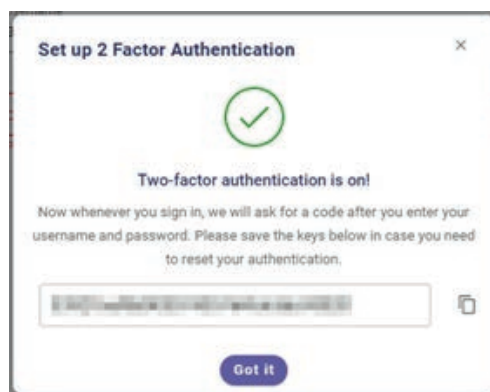 Set up 2 Factor Authentication
Two-factor authentication is on!
Now whenever you sign in, we will ask for a code after you enter your
username and password. Please save the keys below in case you need
to reset your authentication.
Got it